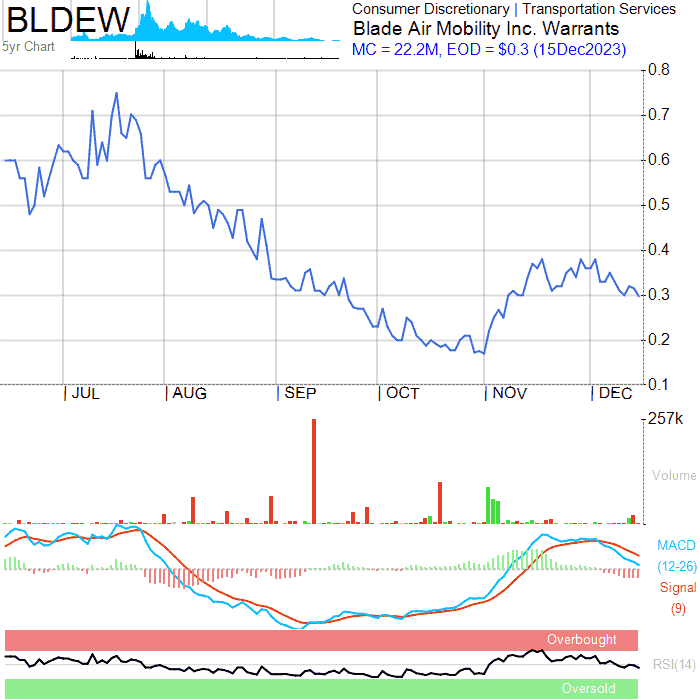 BLDEW
5yr Chart
Consumer Discretionary | Transportation Services
Blade Air Mobility Inc. Warrants
MC = 22.2M, EOD = $0.3 (15Dec2023)
0.8
0.7
0.6
0.5
0.4
0.3
0.2
0.1
JUL AUG SEP OCT NOV DEC
257k
Volume
MACD
(12-26)
Signal
(9)
Overbought
RSI(14)
Oversold